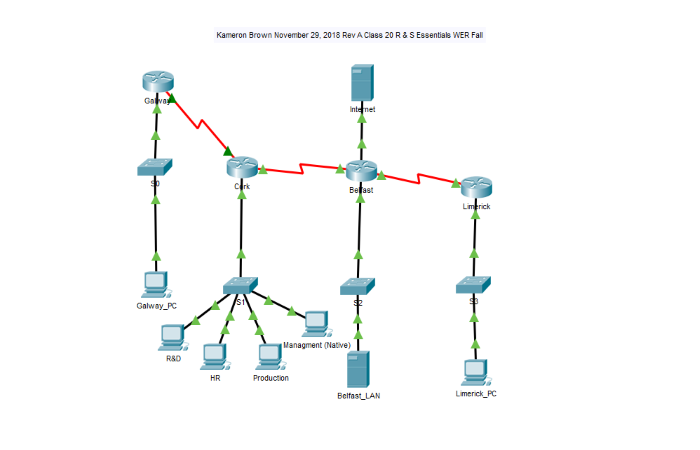 Kameron Brown November 29, 2018 Rev A Class 20 R & S Essentials WER Fall
Galway
Internet
S0
Cork
Belfast
Limerick
Galway_PC
S1
S2
S3
R&D
HR
Production
Managment (Native)
Belfast_LAN
Limerick_PC